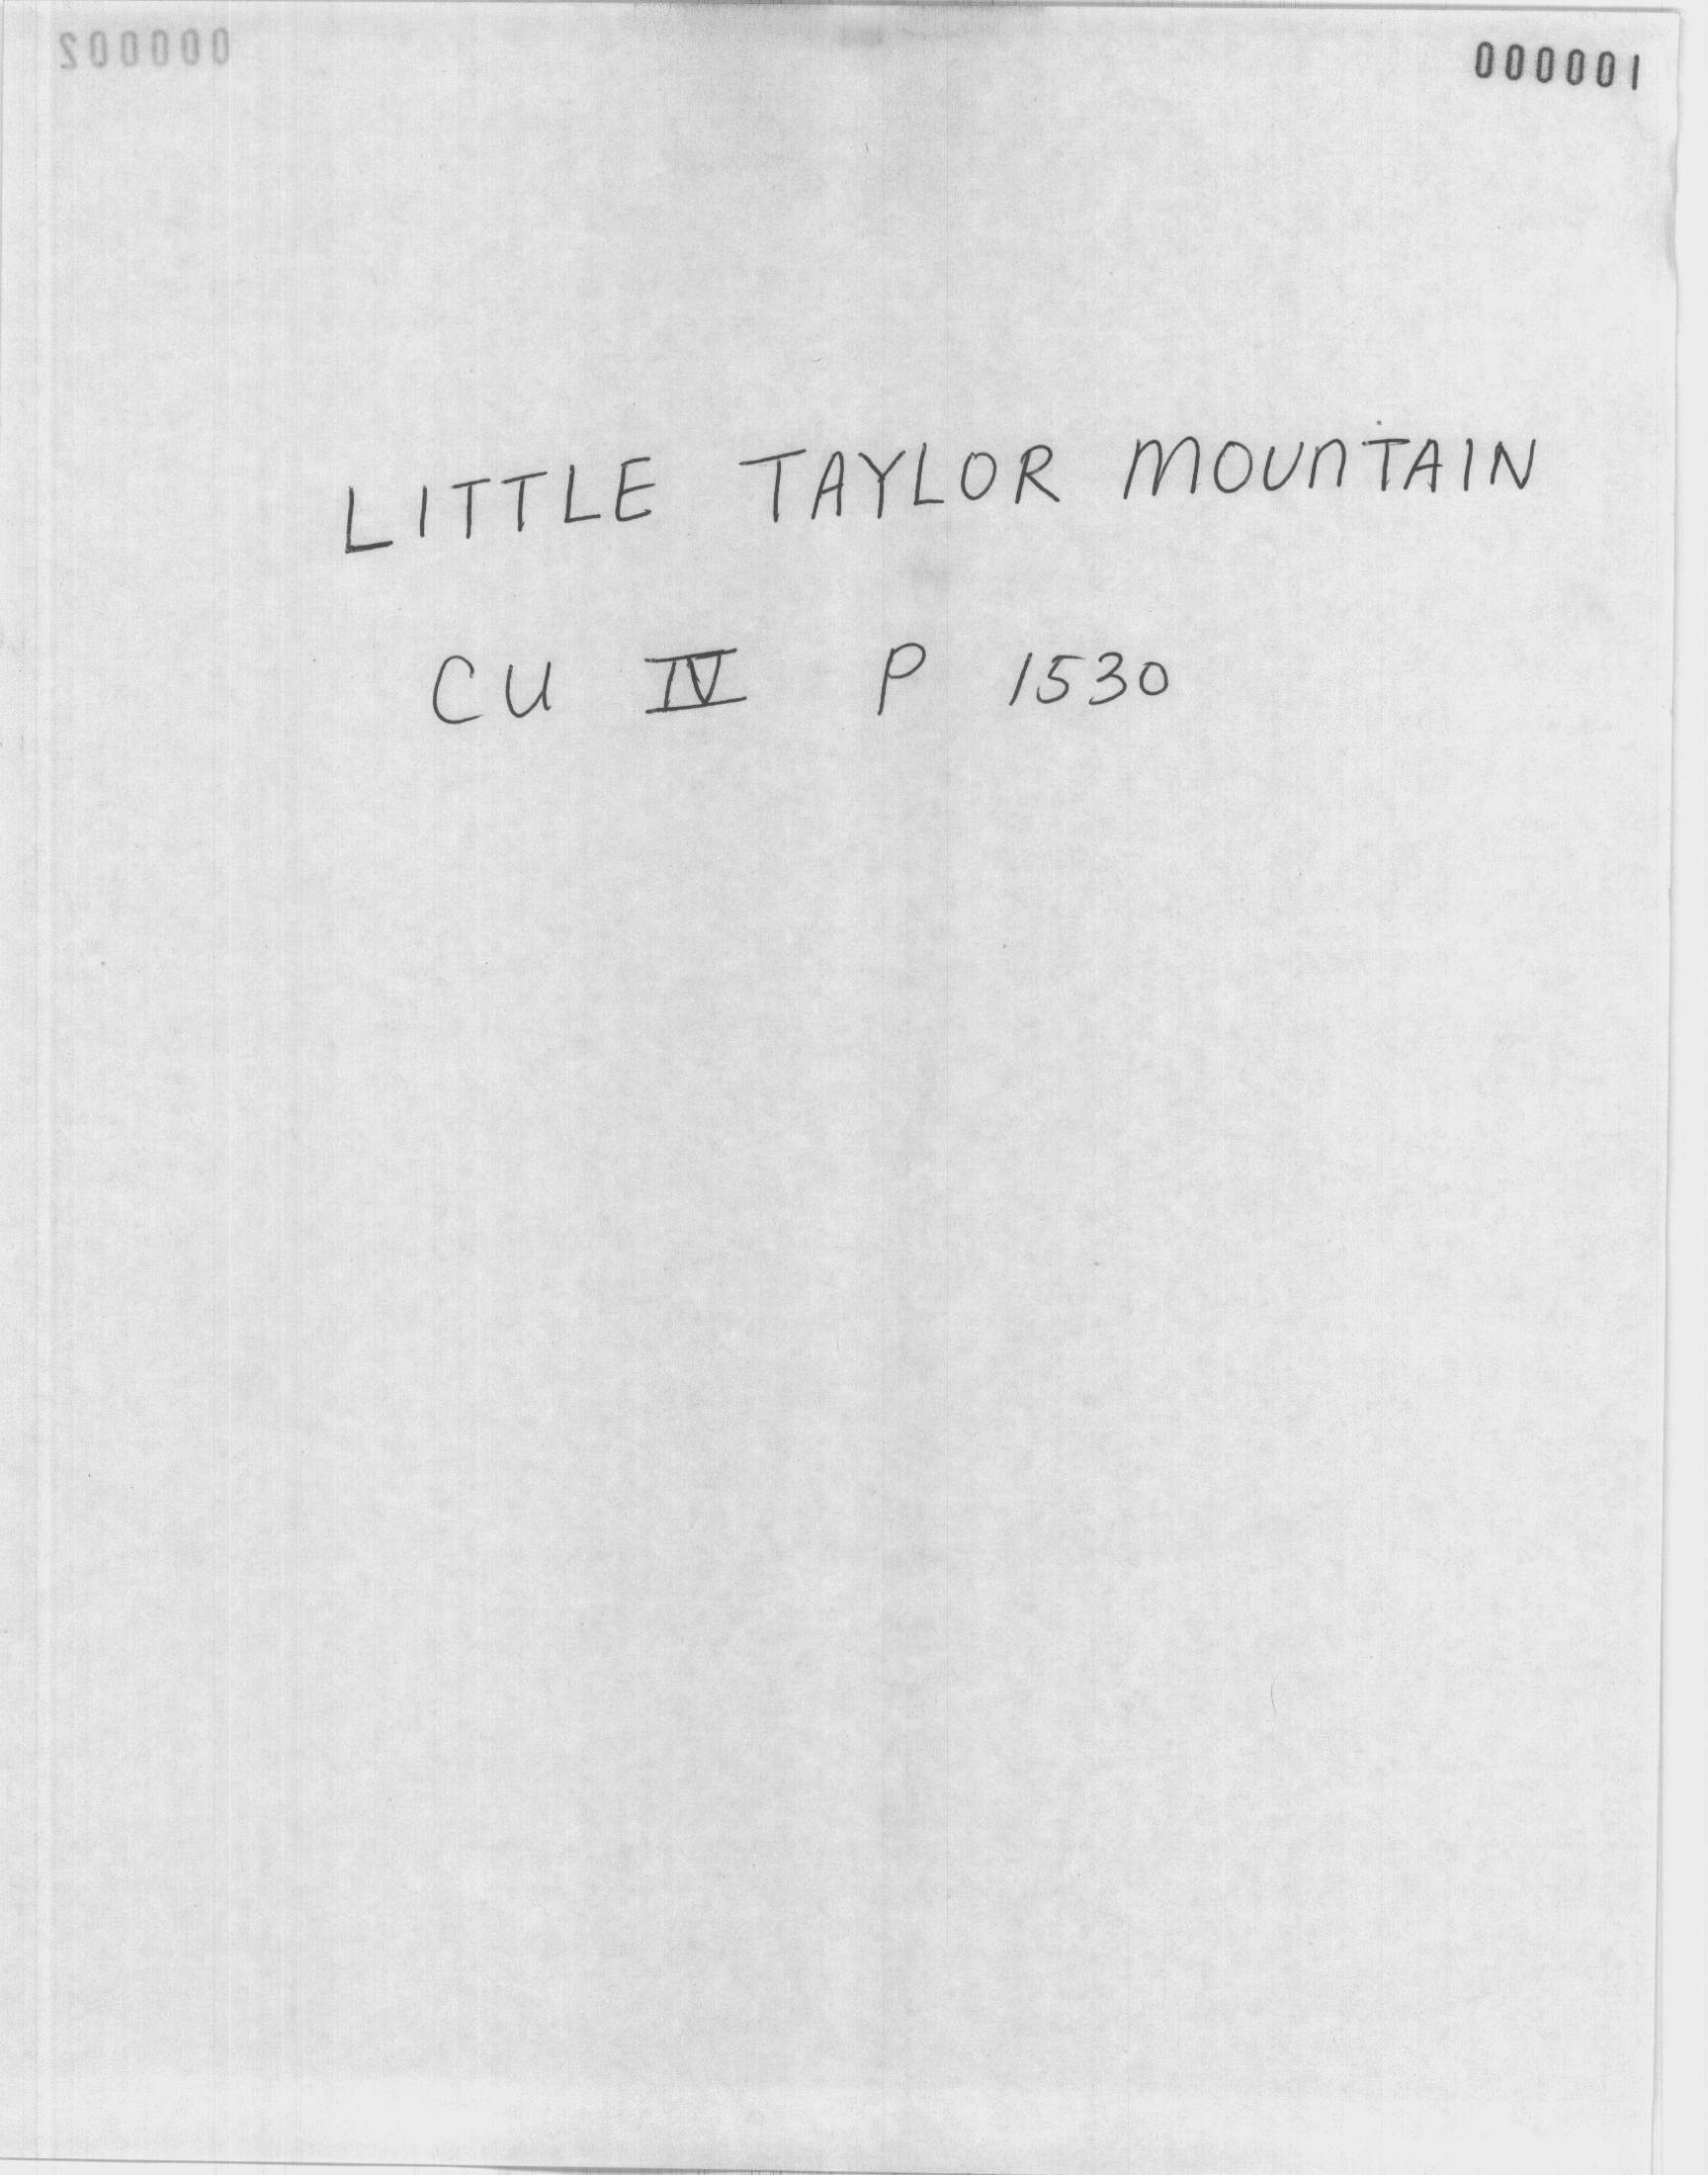 000002 000001
LITTLE TAYLOR MOUNTAIN
CU IV P 1530